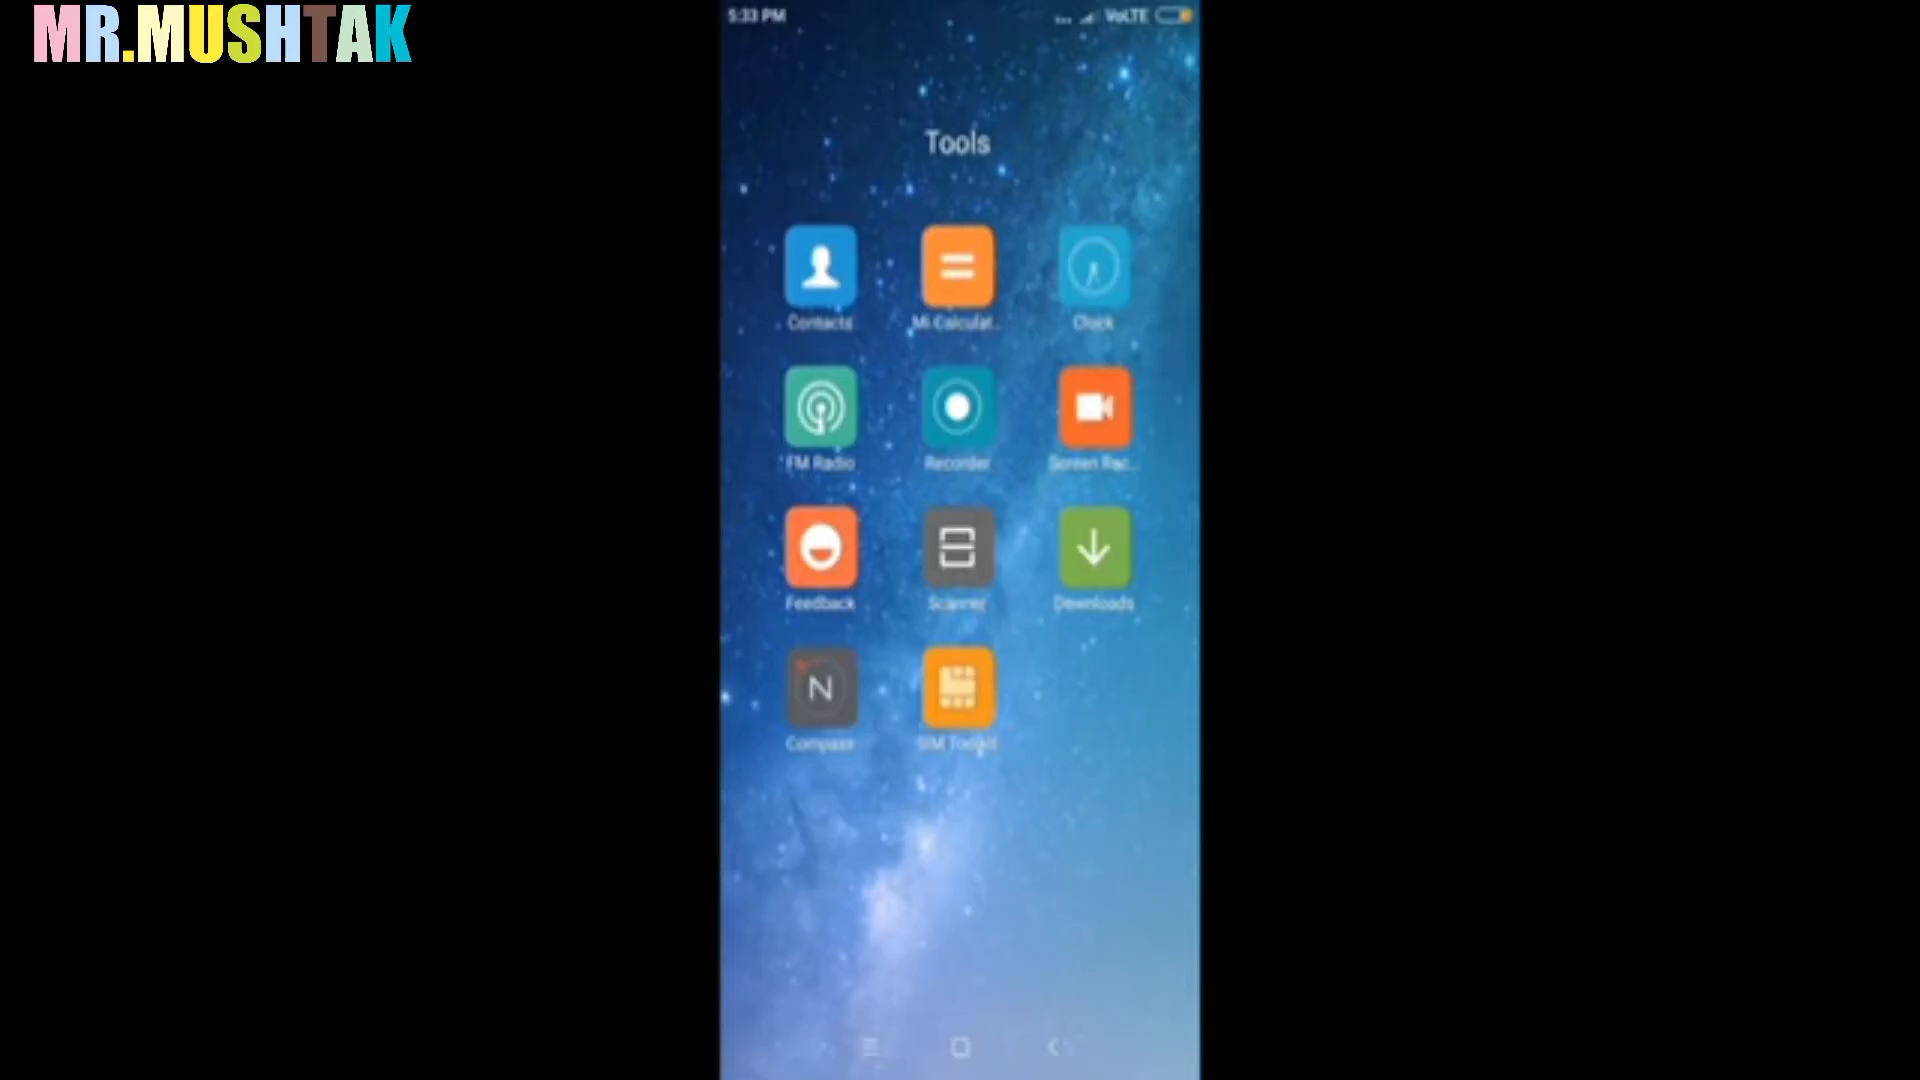 MR.MUSHTAK
5:33 PM ... VoLTE
Tools
Contacts Mi Calculat... Clock
FM Radio Recorder Screen Rec...
Feedback Scanner Downloads
N
Compass SIM Toolkit